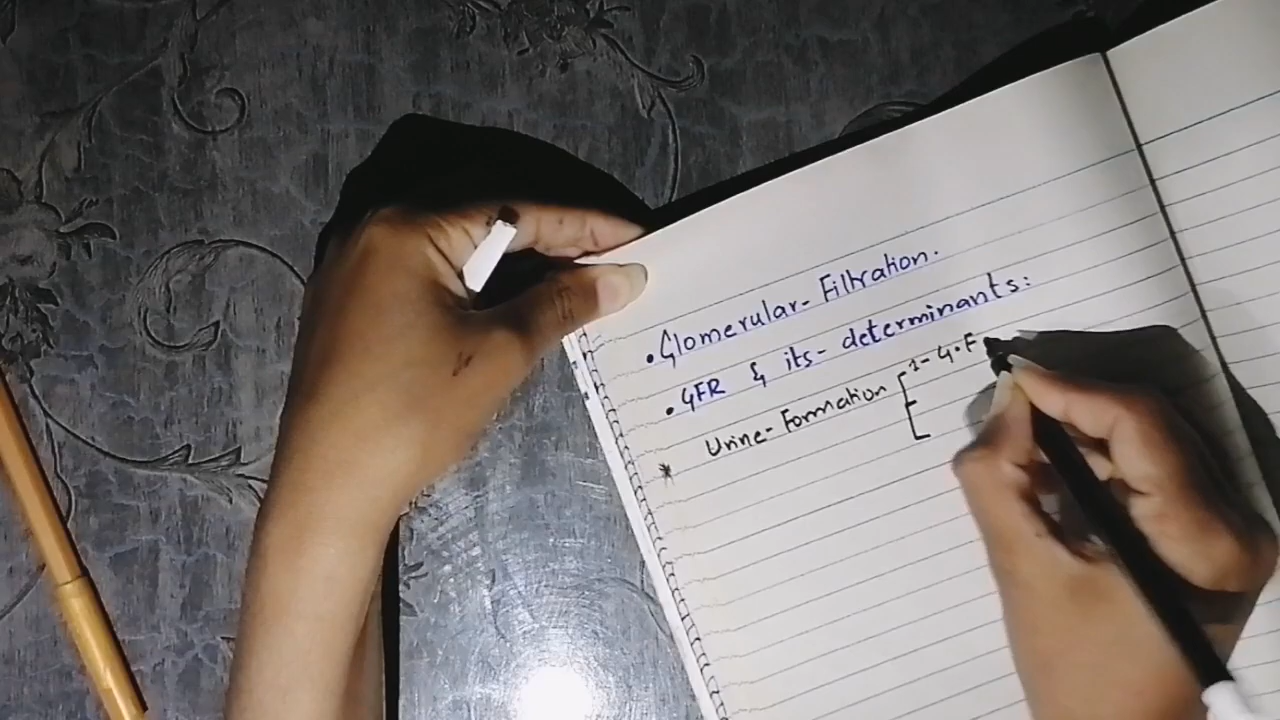 • Glomerular-Filtration.
• GFR & its-determinants:
* Urine-Formation [ 1- G.F